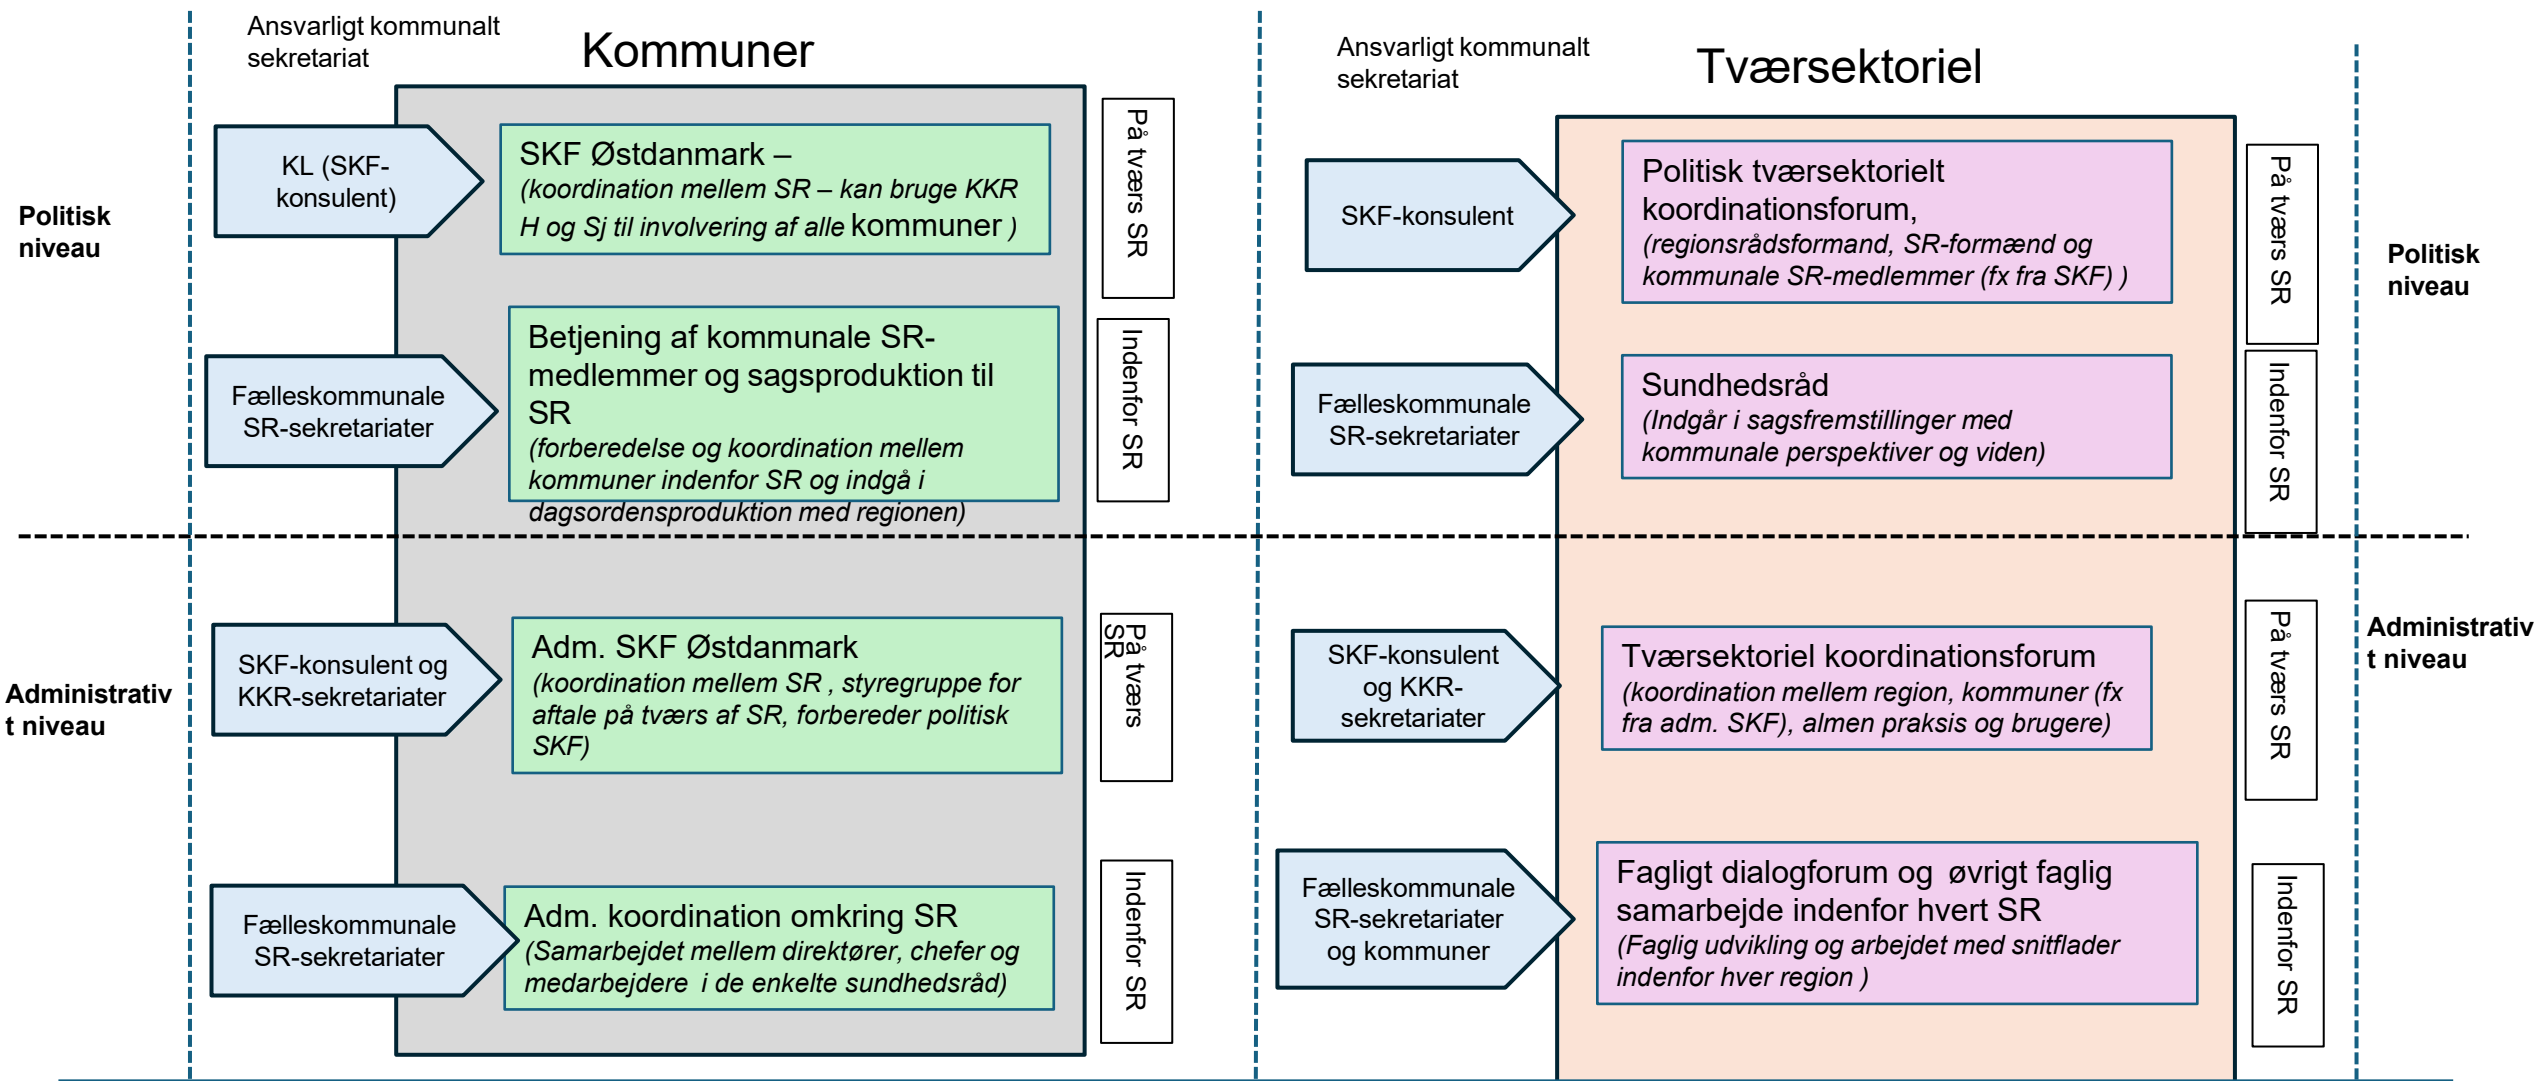 Ansvarligt kommunalt
sekretariat
Kommuner
Politisk
niveau
KL (SKF-
konsulent)
SKF Østdanmark –
(koordination mellem SR – kan bruge KKR
H og Sj til involvering af alle kommuner )
På tværs SR
Fælleskommunale
SR-sekretariater
Betjening af kommunale SR-
medlemmer og sagsproduktion til
SR
(forberedelse og koordination mellem
kommuner indenfor SR og indgå i
dagsordensproduktion med regionen)
Indenfor SR
Administrativ
t niveau
SKF-konsulent og
KKR-sekretariater
Adm. SKF Østdanmark
(koordination mellem SR , styregruppe for
aftale på tværs af SR, forbereder politisk
SKF)
På tværs
SR
Fælleskommunale
SR-sekretariater
Adm. koordination omkring SR
(Samarbejdet mellem direktører, chefer og
medarbejdere i de enkelte sundhedsråd)
Indenfor SR
Ansvarligt kommunalt
sekretariat
Tværsektoriel
SKF-konsulent
Politisk tværsektorielt
koordinationsforum,
(regionsrådsformand, SR-formænd og
kommunale SR-medlemmer (fx fra SKF) )
På tværs SR
Politisk
niveau
Fælleskommunale
SR-sekretariater
Sundhedsråd
(Indgår i sagsfremstillinger med
kommunale perspektiver og viden)
Indenfor SR
SKF-konsulent
og KKR-
sekretariater
Tværsektoriel koordinationsforum
(koordination mellem region, kommuner (fx
fra adm. SKF), almen praksis og brugere)
På tværs SR
Administrativ
t niveau
Fælleskommunale
SR-sekretariater
og kommuner
Fagligt dialogforum og øvrigt faglig
samarbejde indenfor hvert SR
(Faglig udvikling og arbejdet med snitflader
indenfor hver region )
Indenfor SR